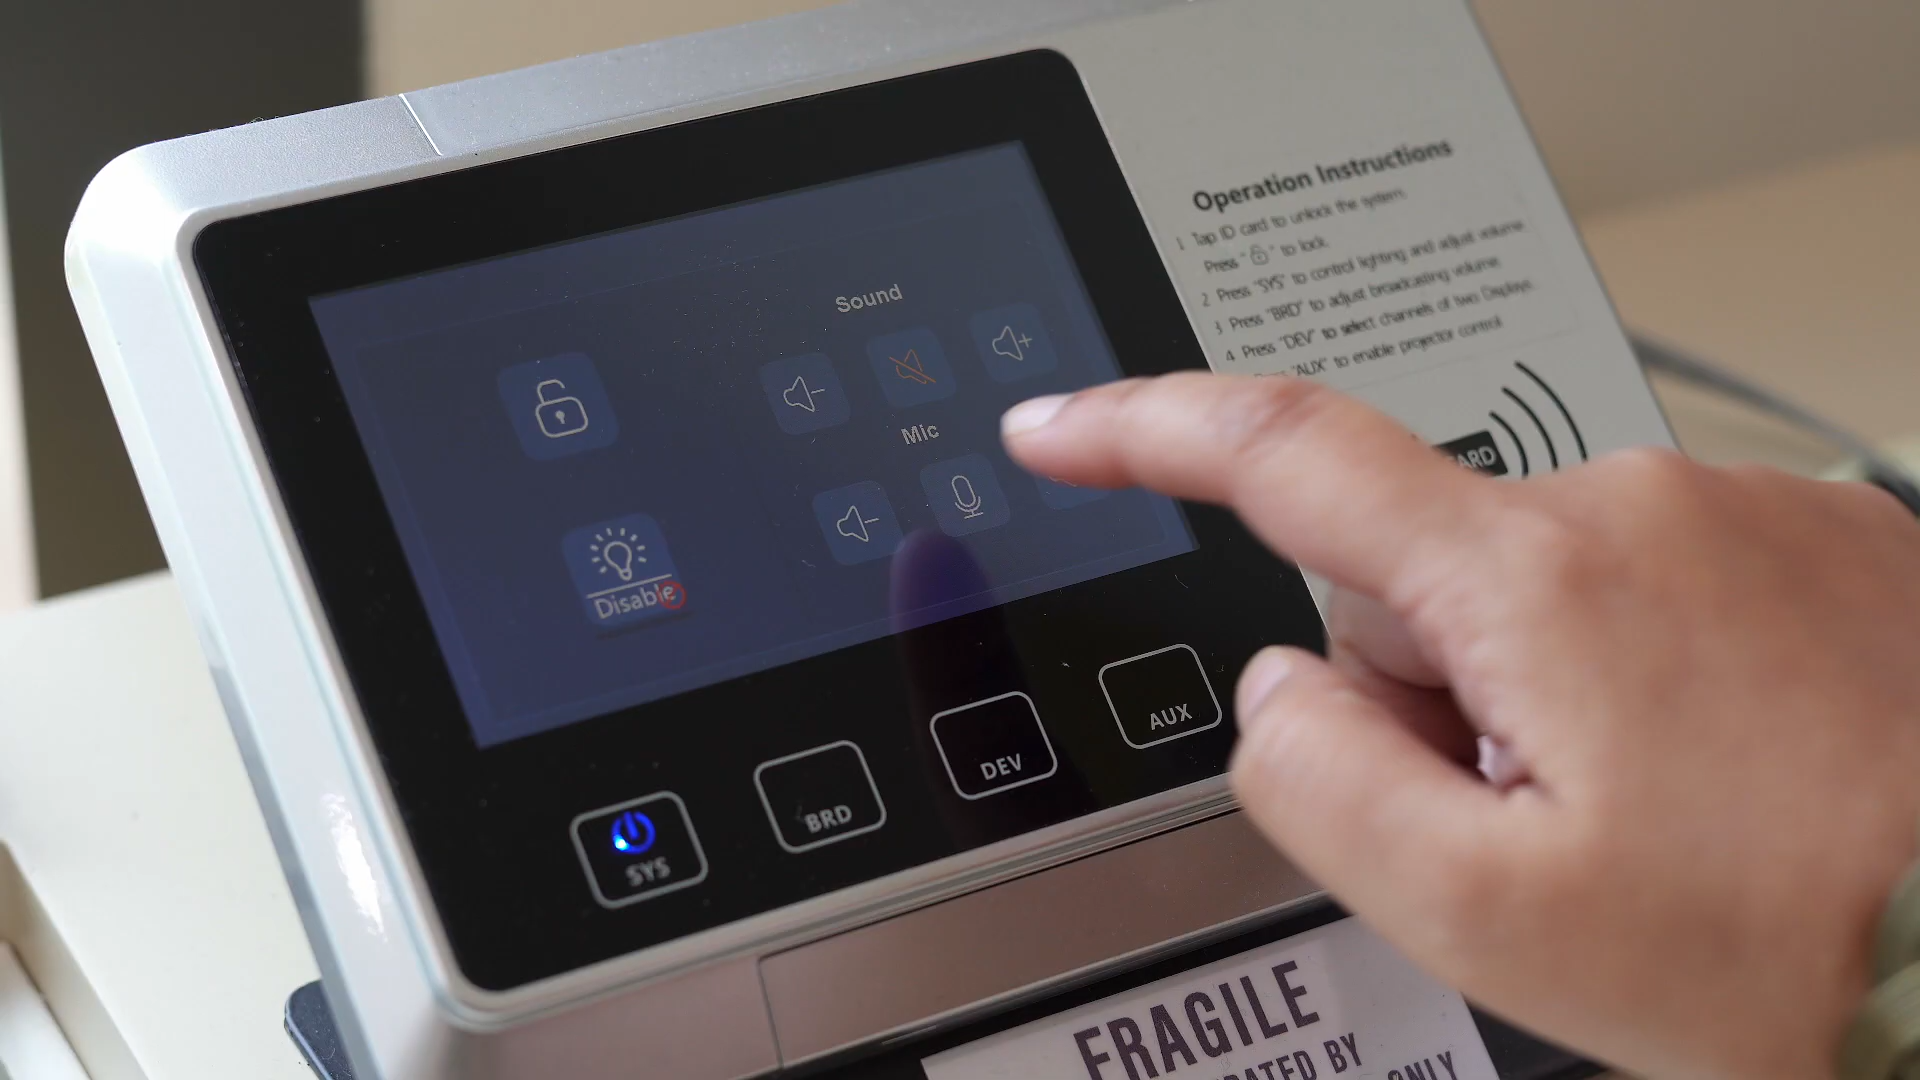 Operation Instructions
1 Tap ID card to unlock the system.
Press " " to lock.
2 Press "SYS" to control lighting and adjust volume.
3 Press "BRD" to adjust broadcasting volume.
4 Press "DEV" to select channels of two Displays.
"AUX" to enable projector control
Sound
Mic
Disable
SYS
BRD
DEV
AUX
FRAGILE
BY
ONLY